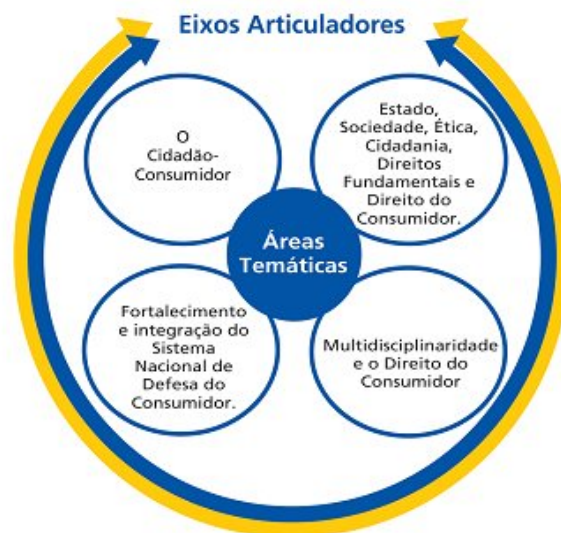 Eixos Articuladores
O
Cidadão-
Consumidor
Estado,
Sociedade, Ética,
Cidadania,
Direitos
Fundamentais e
Direito do
Consumidor.
Áreas
Temáticas
Fortalecimento
e integração do
Sistema
Nacional de
Defesa do
Consumidor.
Multidisciplinaridade
e o Direito do
Consumidor